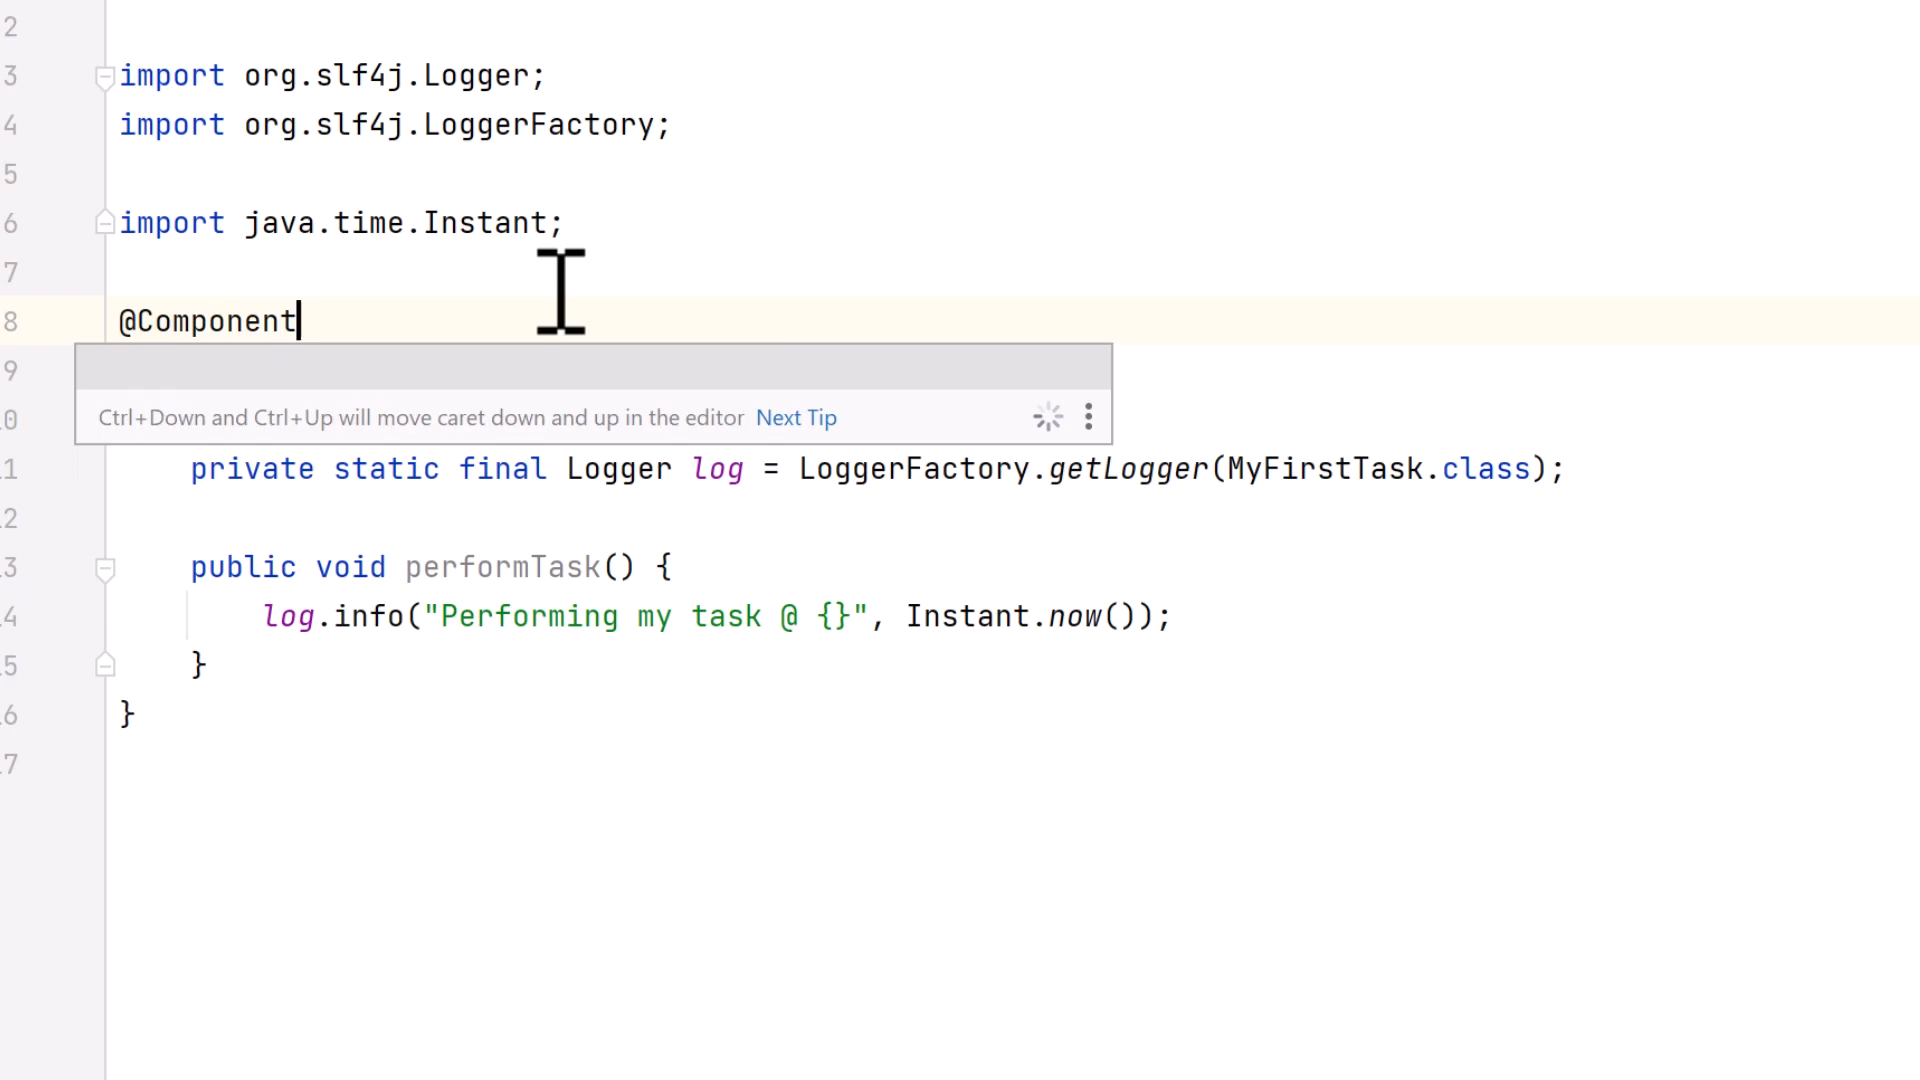 2
3 import org.slf4j.Logger;
4 import org.slf4j.LoggerFactory;
5
6 import java.time.Instant;
7
8 @Component
9
0 Ctrl+Down and Ctrl+Up will move caret down and up in the editor Next Tip
1 private static final Logger log = LoggerFactory.getLogger(MyFirstTask.class);
2
3 public void performTask() {
4 log.info("Performing my task @ {}", Instant.now());
5 }
6 }
7